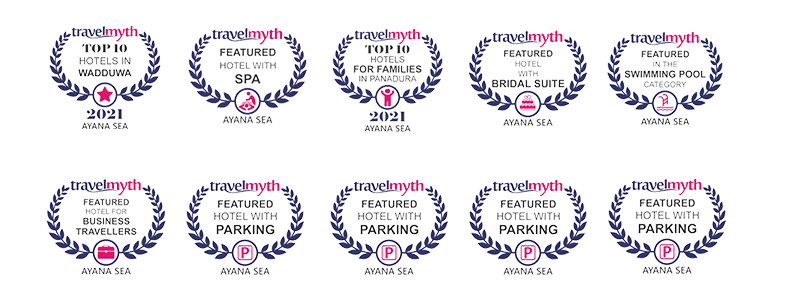 travelmyth
TOP 10
HOTELS IN
WADDUWA
2021
AYANA SEA
travelmyth
FEATURED
HOTEL WITH
SPA
AYANA SEA
travelmyth
TOP 10
HOTELS
FOR FAMILIES
IN PANADURA
2021
AYANA SEA
travelmyth
FEATURED
HOTEL
WITH
BRIDAL SUITE
AYANA SEA
travelmyth
FEATURED
IN THE
SWIMMING POOL
CATEGORY
AYANA SEA
travelmyth
FEATURED
HOTEL FOR
BUSINESS
TRAVELLERS
AYANA SEA
travelmyth
FEATURED
HOTEL WITH
PARKING
P
AYANA SEA
travelmyth
FEATURED
HOTEL WITH
PARKING
P
AYANA SEA
travelmyth
FEATURED
HOTEL WITH
PARKING
P
AYANA SEA
travelmyth
FEATURED
HOTEL WITH
PARKING
P
AYANA SEA